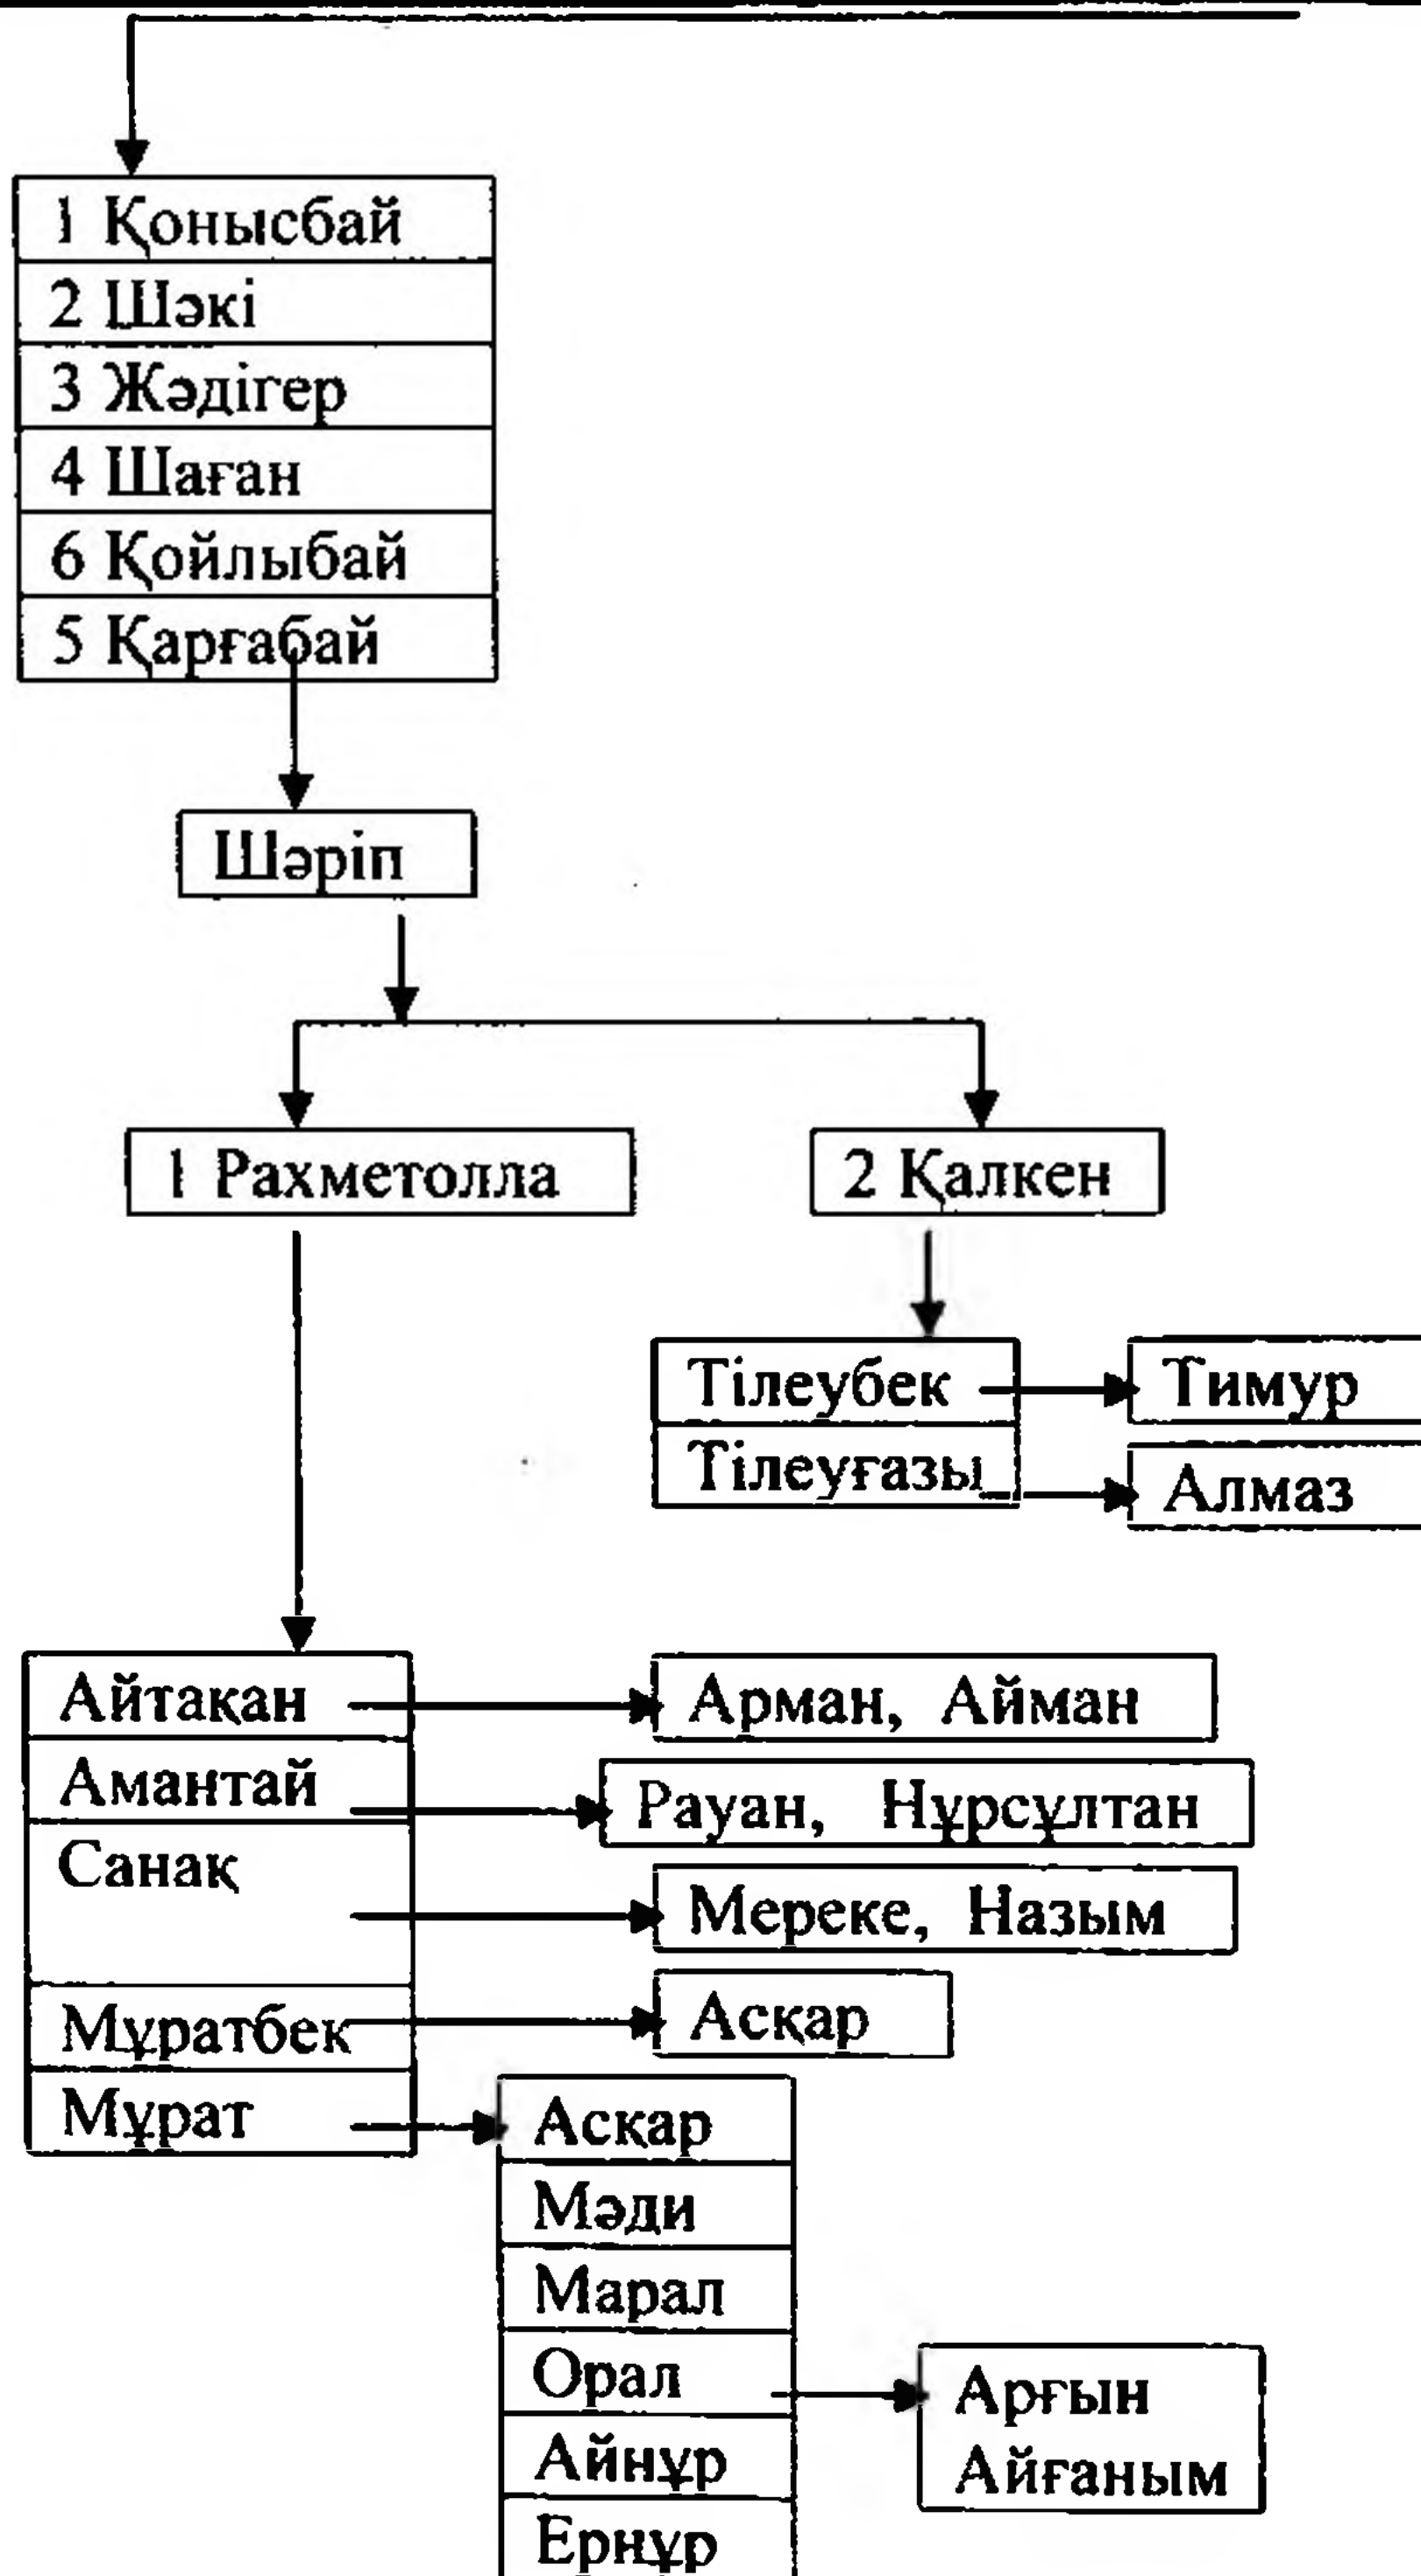 1 Қонысбай
2 Шәкі
3 Жәдігер
4 Шаған
6 Қойлыбай
5 Қарғабай
Шәріп
1 Рахметолла
2 Қалкен
Тілеубек
Тимур
Тілеуғазы
Алмаз
Айтақан
Арман, Айман
Амантай
Рауан, Нұрсұлтан
Санақ
Мереке, Назым
Мұратбек
Асқар
Мұрат
Асқар
Мәди
Марал
Орал
Арғын
Айғаным
Айнұр
Ернұр